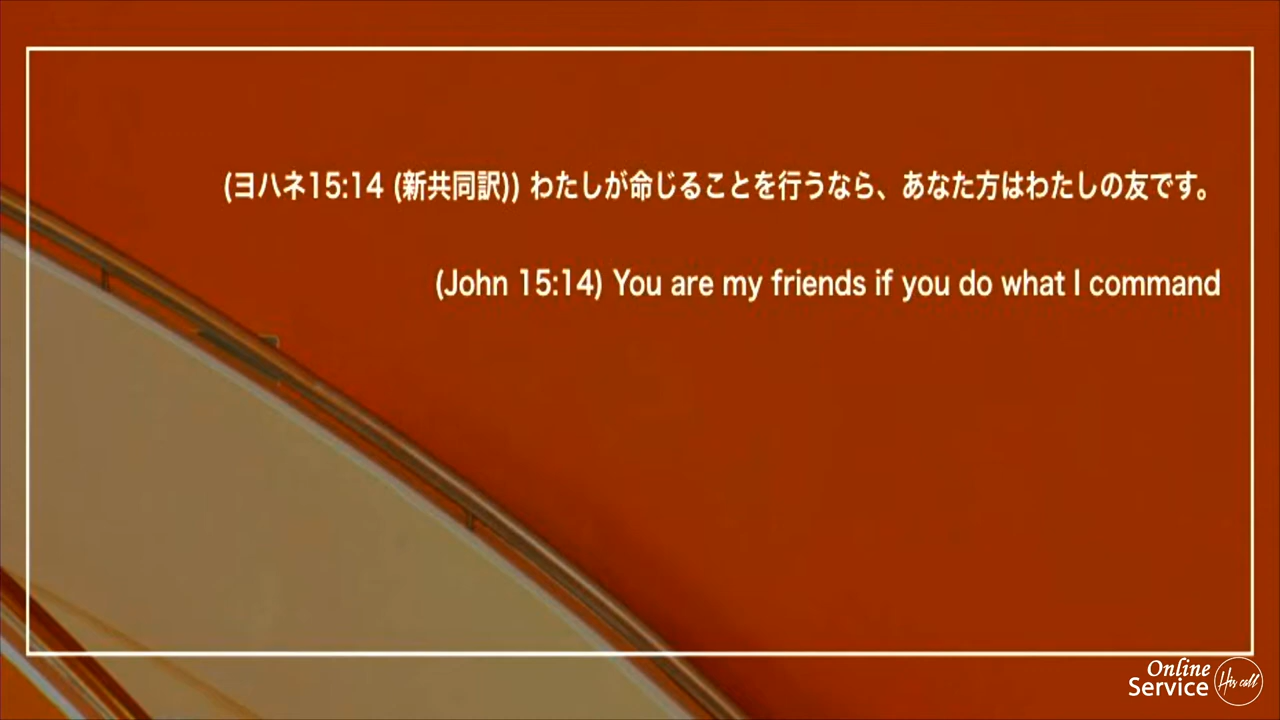 (ヨハネ15:14 (新共同訳)) わたしが命じることを行うなら、あなた方はわたしの友です。
(John 15:14) You are my friends if you do what I command
Online
Service
His call